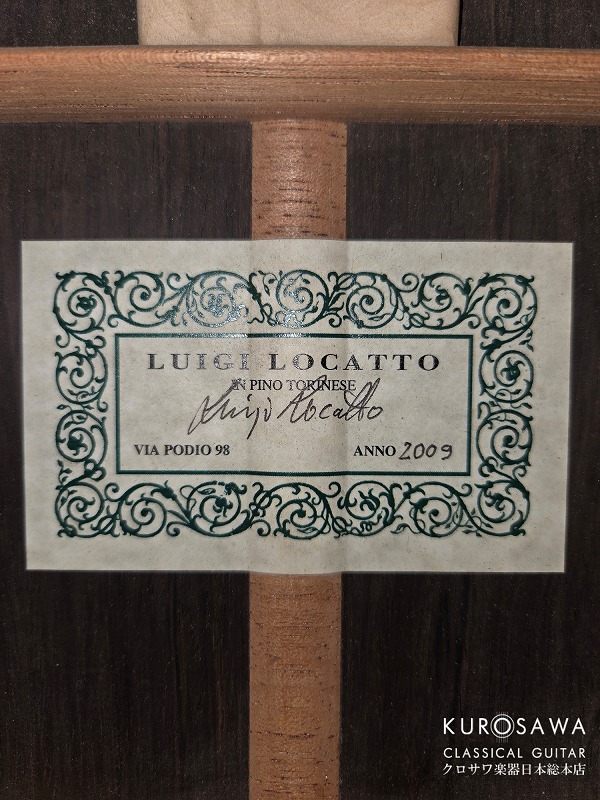 LUIGI LOCATTO
IN PINO TORINESE
Luigi Locatto
VIA PODIO 98 ANNO 2009
KUROSAWA
CLASSICAL GUITAR
クロサワ楽器日本総本店